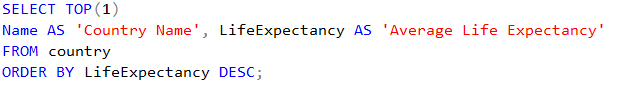 SELECT TOP(1)
Name AS 'Country Name', LifeExpectancy AS 'Average Life Expectancy'
FROM country
ORDER BY LifeExpectancy DESC;